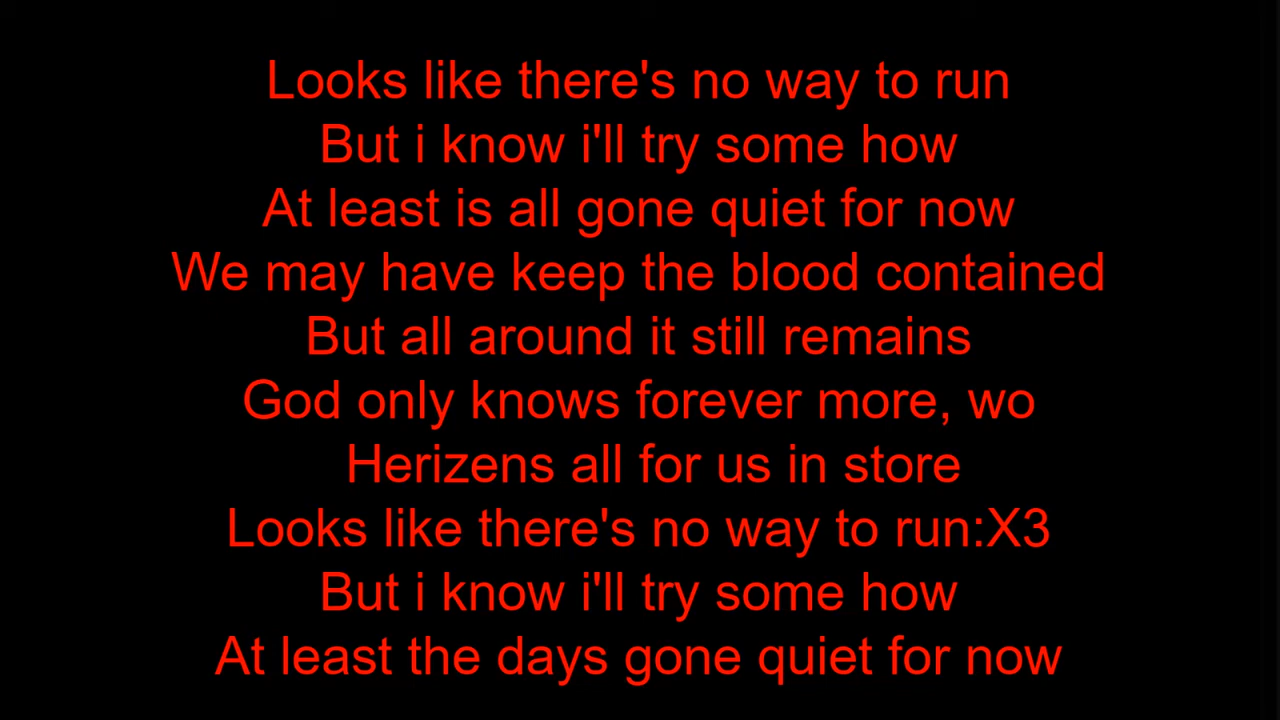 Looks like there's no way to run
But i know i'll try some how
At least is all gone quiet for now
We may have keep the blood contained
But all around it still remains
God only knows forever more, wo
Herizens all for us in store
Looks like there's no way to run:X3
But i know i'll try some how
At least the days gone quiet for now